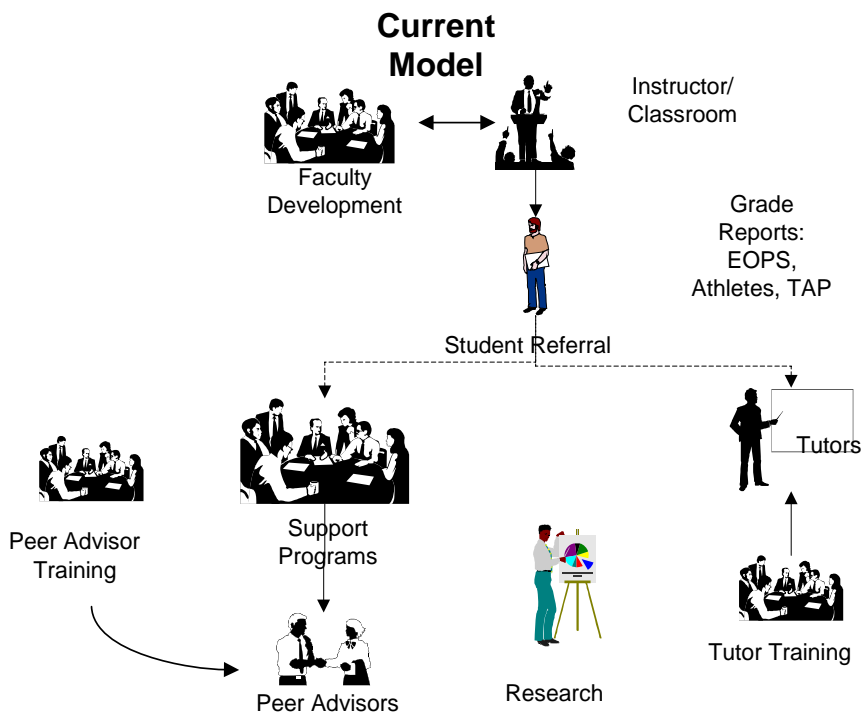 Current
Model
Instructor/
Classroom
Faculty
Development
Grade
Reports:
EOPS,
Athletes, TAP
Student Referral
Tutors
Support
Programs
Peer Advisor
Training
Tutor Training
Research
Peer Advisors